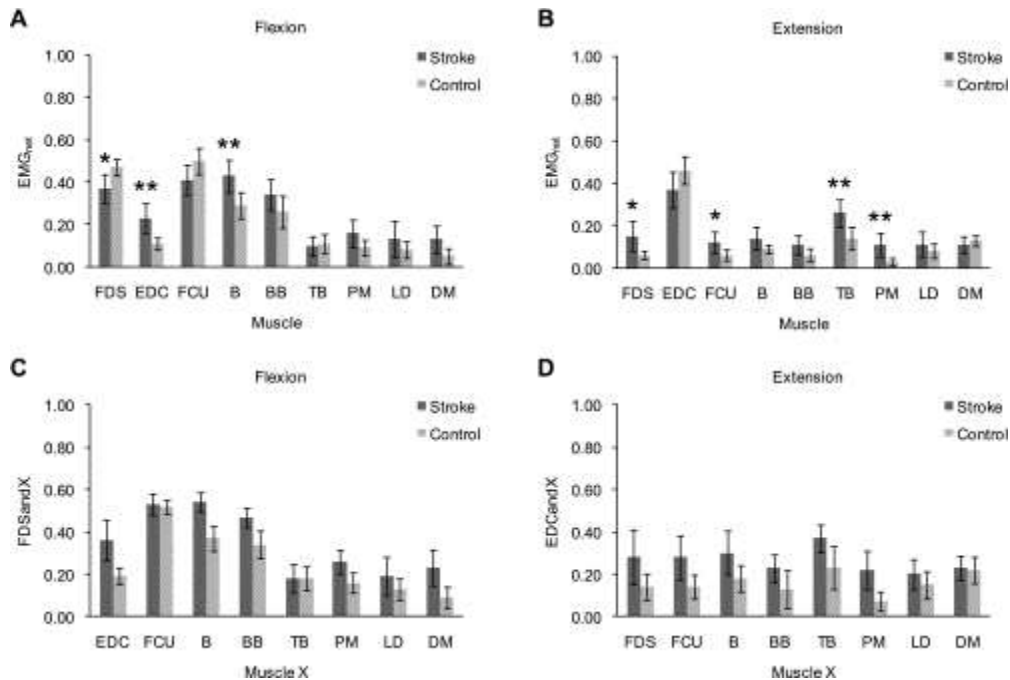 A
Flexion
1.00
0.80
0.60
0.40
0.20
0.00
EMGnet
Stroke
Control
*
**
**
FDS EDC FCU B BB TB PM LD DM
Muscle
B
Extension
1.00
0.80
0.60
0.40
0.20
0.00
EMGnet
Stroke
Control
*
*
**
**
FDS EDC FCU B BB TB PM LD DM
Muscle
C
Flexion
1.00
0.80
0.60
0.40
0.20
0.00
FDSandX
Stroke
Control
EDC FCU B BB TB PM LD DM
Muscle X
D
Extension
1.00
0.80
0.60
0.40
0.20
0.00
EDCandX
Stroke
Control
FDS FCU B BB TB PM LD DM
Muscle X